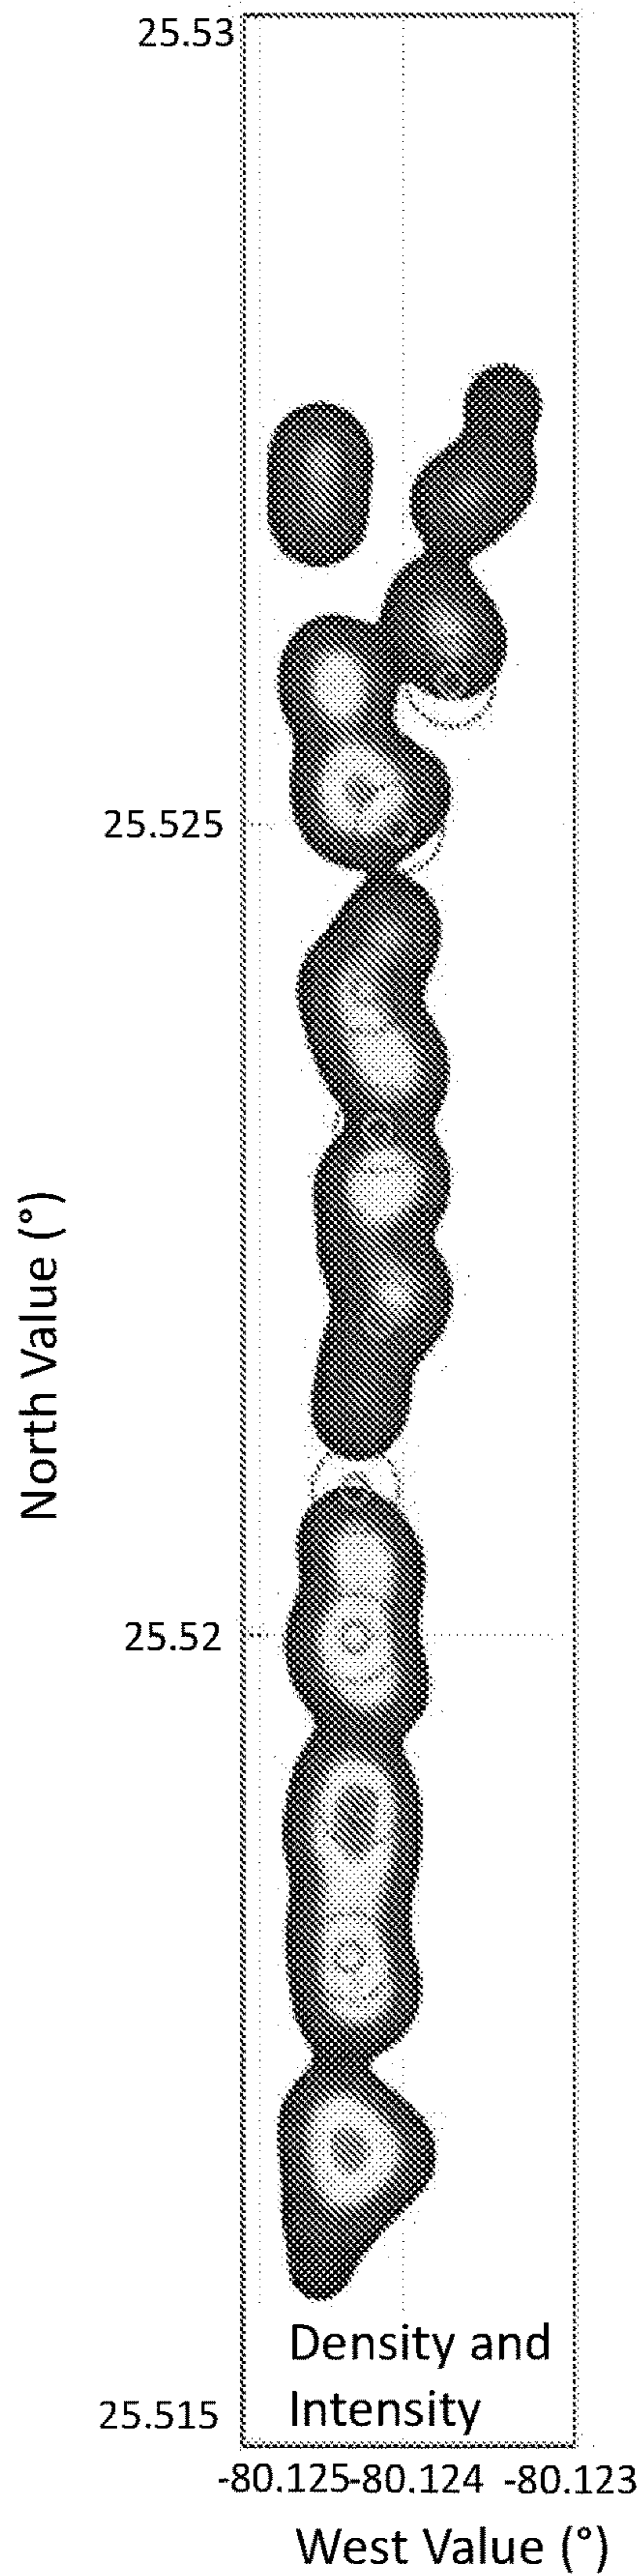 25.53
25.525
North Value (°)
25.52
Density and
Intensity
25.515
-80.125-80.124 -80.123
West Value (°)